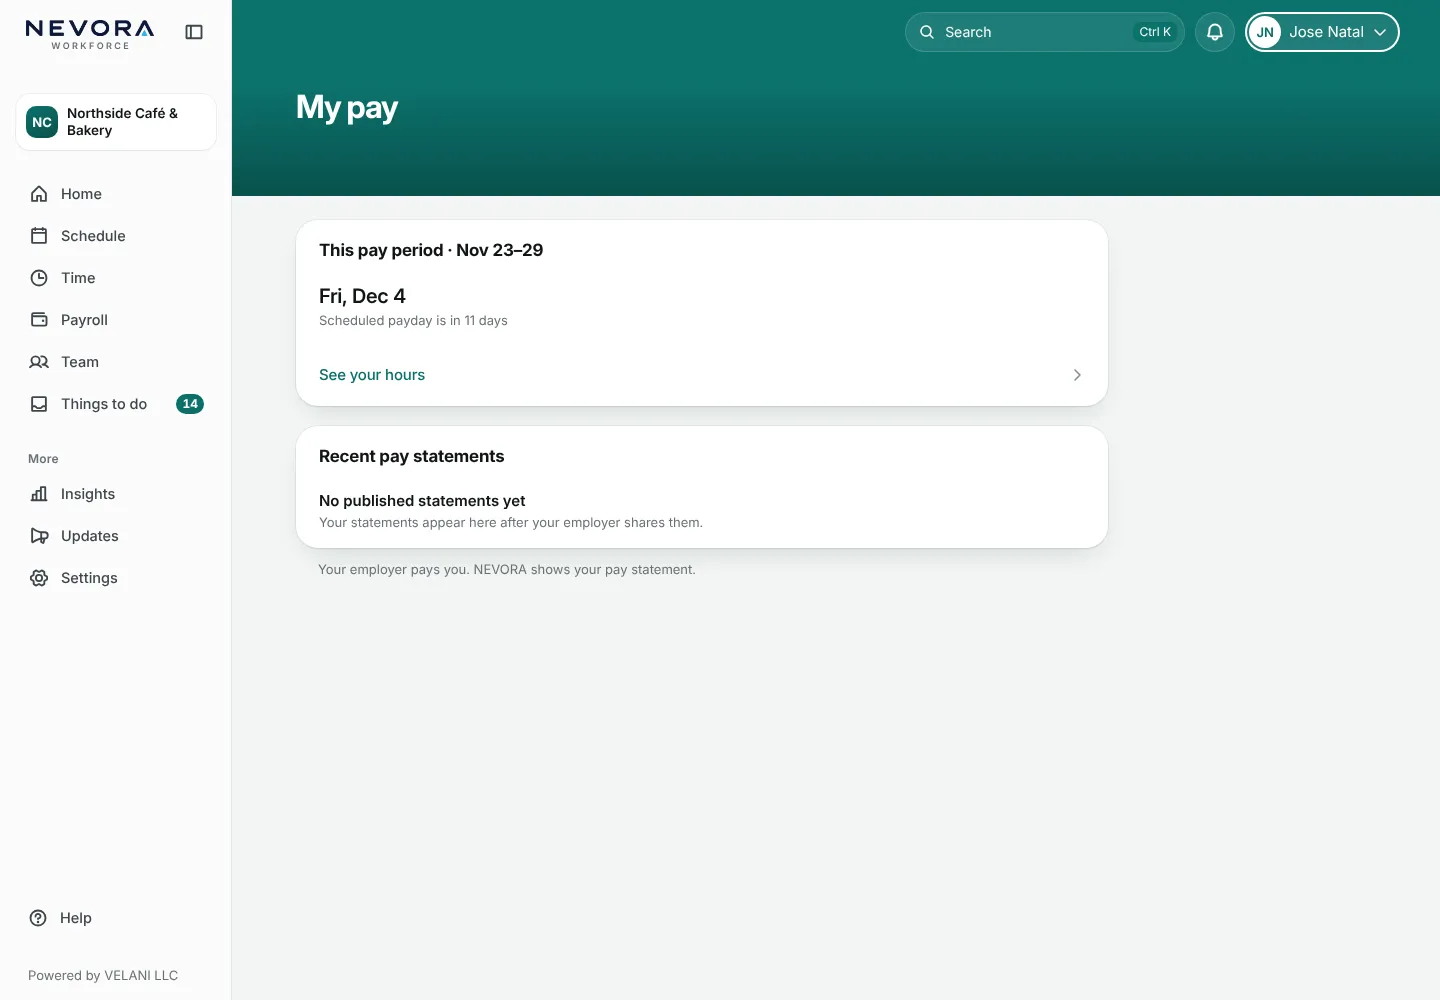 NEVORA
WORKFORCE
Northside Café &
Bakery
Home
Schedule
Time
Payroll
Team
Things to do 14
More
Insights
Updates
Settings
Help
Powered by VELANI LLC
Search Ctrl K
JN Jose Natal
NC
My pay
This pay period · Nov 23–29
Fri, Dec 4
Scheduled payday is in 11 days
See your hours
Recent pay statements
No published statements yet
Your statements appear here after your employer shares them.
Your employer pays you. NEVORA shows your pay statement.